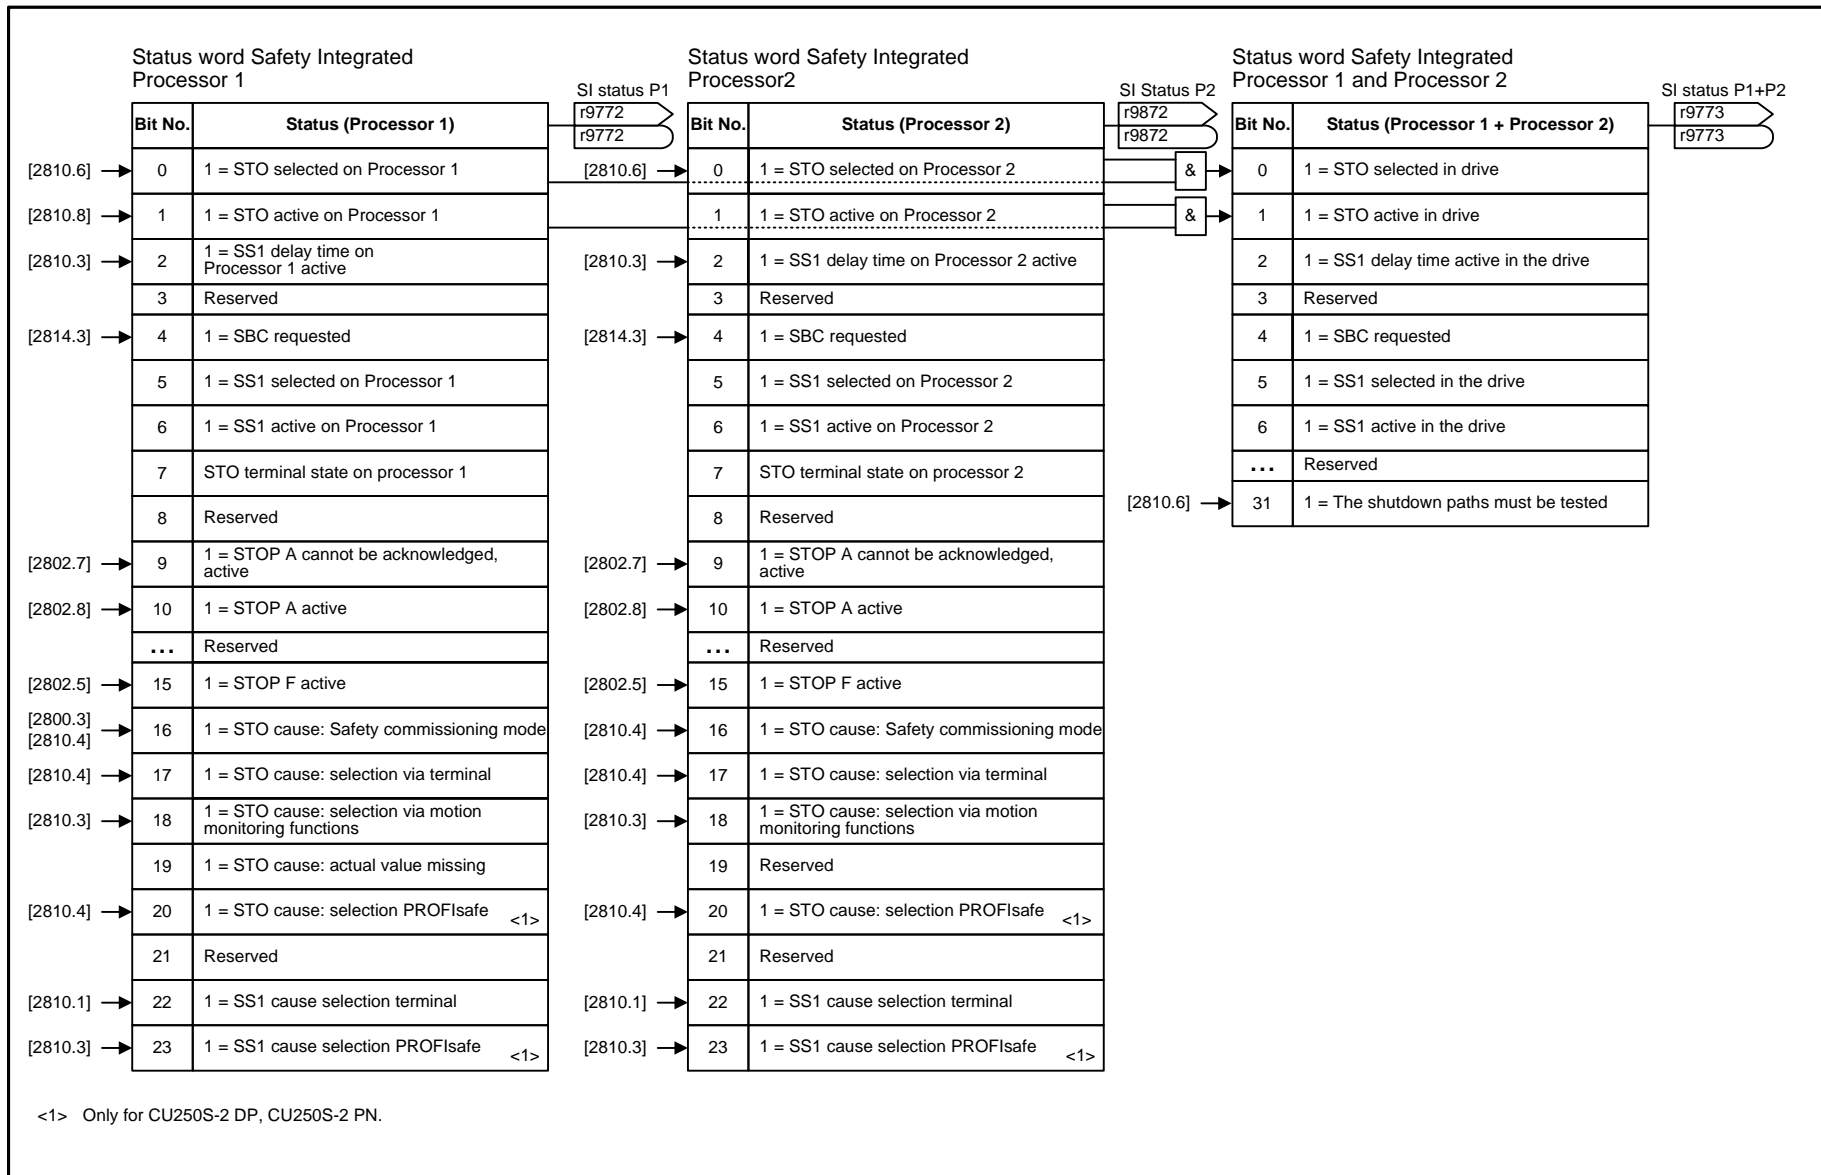 Status word Safety Integrated
Processor 1
SI status P1
r9772
r9772
Bit No. Status (Processor 1)
[2810.6] 0 1 = STO selected on Processor 1
[2810.8] 1 1 = STO active on Processor 1
[2810.3] 2 1 = SS1 delay time on
Processor 1 active
3 Reserved
[2814.3] 4 1 = SBC requested
5 1 = SS1 selected on Processor 1
6 1 = SS1 active on Processor 1
7 STO terminal state on processor 1
8 Reserved
[2802.7] 9 1 = STOP A cannot be acknowledged,
active
[2802.8] 10 1 = STOP A active
... Reserved
[2802.5] 15 1 = STOP F active
[2800.3]
[2810.4] 16 1 = STO cause: Safety commissioning mode
[2810.4] 17 1 = STO cause: selection via terminal
[2810.3] 18 1 = STO cause: selection via motion
monitoring functions
19 1 = STO cause: actual value missing
[2810.4] 20 1 = STO cause: selection PROFIsafe <1>
21 Reserved
[2810.1] 22 1 = SS1 cause selection terminal
[2810.3] 23 1 = SS1 cause selection PROFIsafe <1>
Status word Safety Integrated
Processor2
SI Status P2
r9872
r9872
Bit No. Status (Processor 2)
[2810.6] 0 1 = STO selected on Processor 2
1 1 = STO active on Processor 2
[2810.3] 2 1 = SS1 delay time on Processor 2 active
3 Reserved
[2814.3] 4 1 = SBC requested
5 1 = SS1 selected on Processor 2
6 1 = SS1 active on Processor 2
7 STO terminal state on processor 2
8 Reserved
[2802.7] 9 1 = STOP A cannot be acknowledged,
active
[2802.8] 10 1 = STOP A active
... Reserved
[2802.5] 15 1 = STOP F active
[2810.4] 16 1 = STO cause: Safety commissioning mode
[2810.4] 17 1 = STO cause: selection via terminal
[2810.3] 18 1 = STO cause: selection via motion
monitoring functions
19 Reserved
[2810.4] 20 1 = STO cause: selection PROFIsafe <1>
21 Reserved
[2810.1] 22 1 = SS1 cause selection terminal
[2810.3] 23 1 = SS1 cause selection PROFIsafe <1>
Status word Safety Integrated
Processor 1 and Processor 2
SI status P1+P2
r9773
r9773
Bit No. Status (Processor 1 + Processor 2)
& 0 1 = STO selected in drive
& 1 1 = STO active in drive
2 1 = SS1 delay time active in the drive
3 Reserved
4 1 = SBC requested
5 1 = SS1 selected in the drive
6 1 = SS1 active in the drive
... Reserved
[2810.6] 31 1 = The shutdown paths must be tested
<1> Only for CU250S-2 DP, CU250S-2 PN.